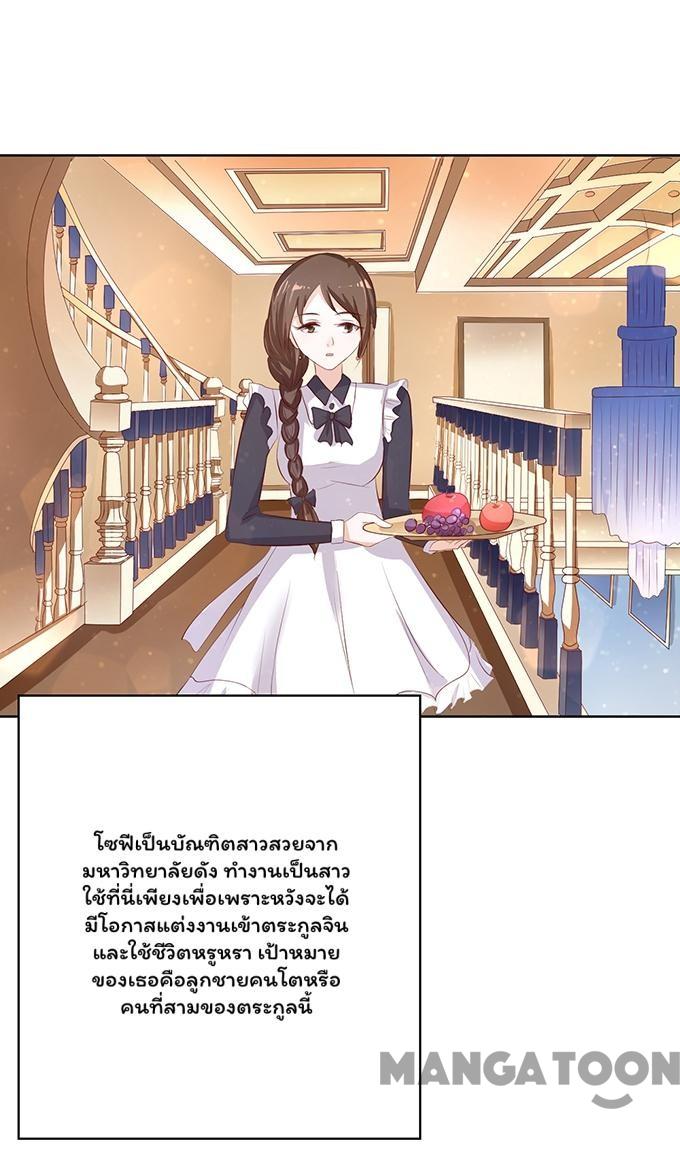 โซฟีเป็นบัณฑิตสาวสวยจาก
มหาวิทยาลัยดัง ทำงานเป็นสาว
ใช้ที่นี่เพียงเพื่อเพราะหวังจะได้
มีโอกาสแต่งงานเข้าตระกูลจิน
และใช้ชีวิตหรูหรา เป้าหมาย
ของเธอคือลูกชายคนโตหรือ
คนที่สามของตระกูลนี้
MANGATOON